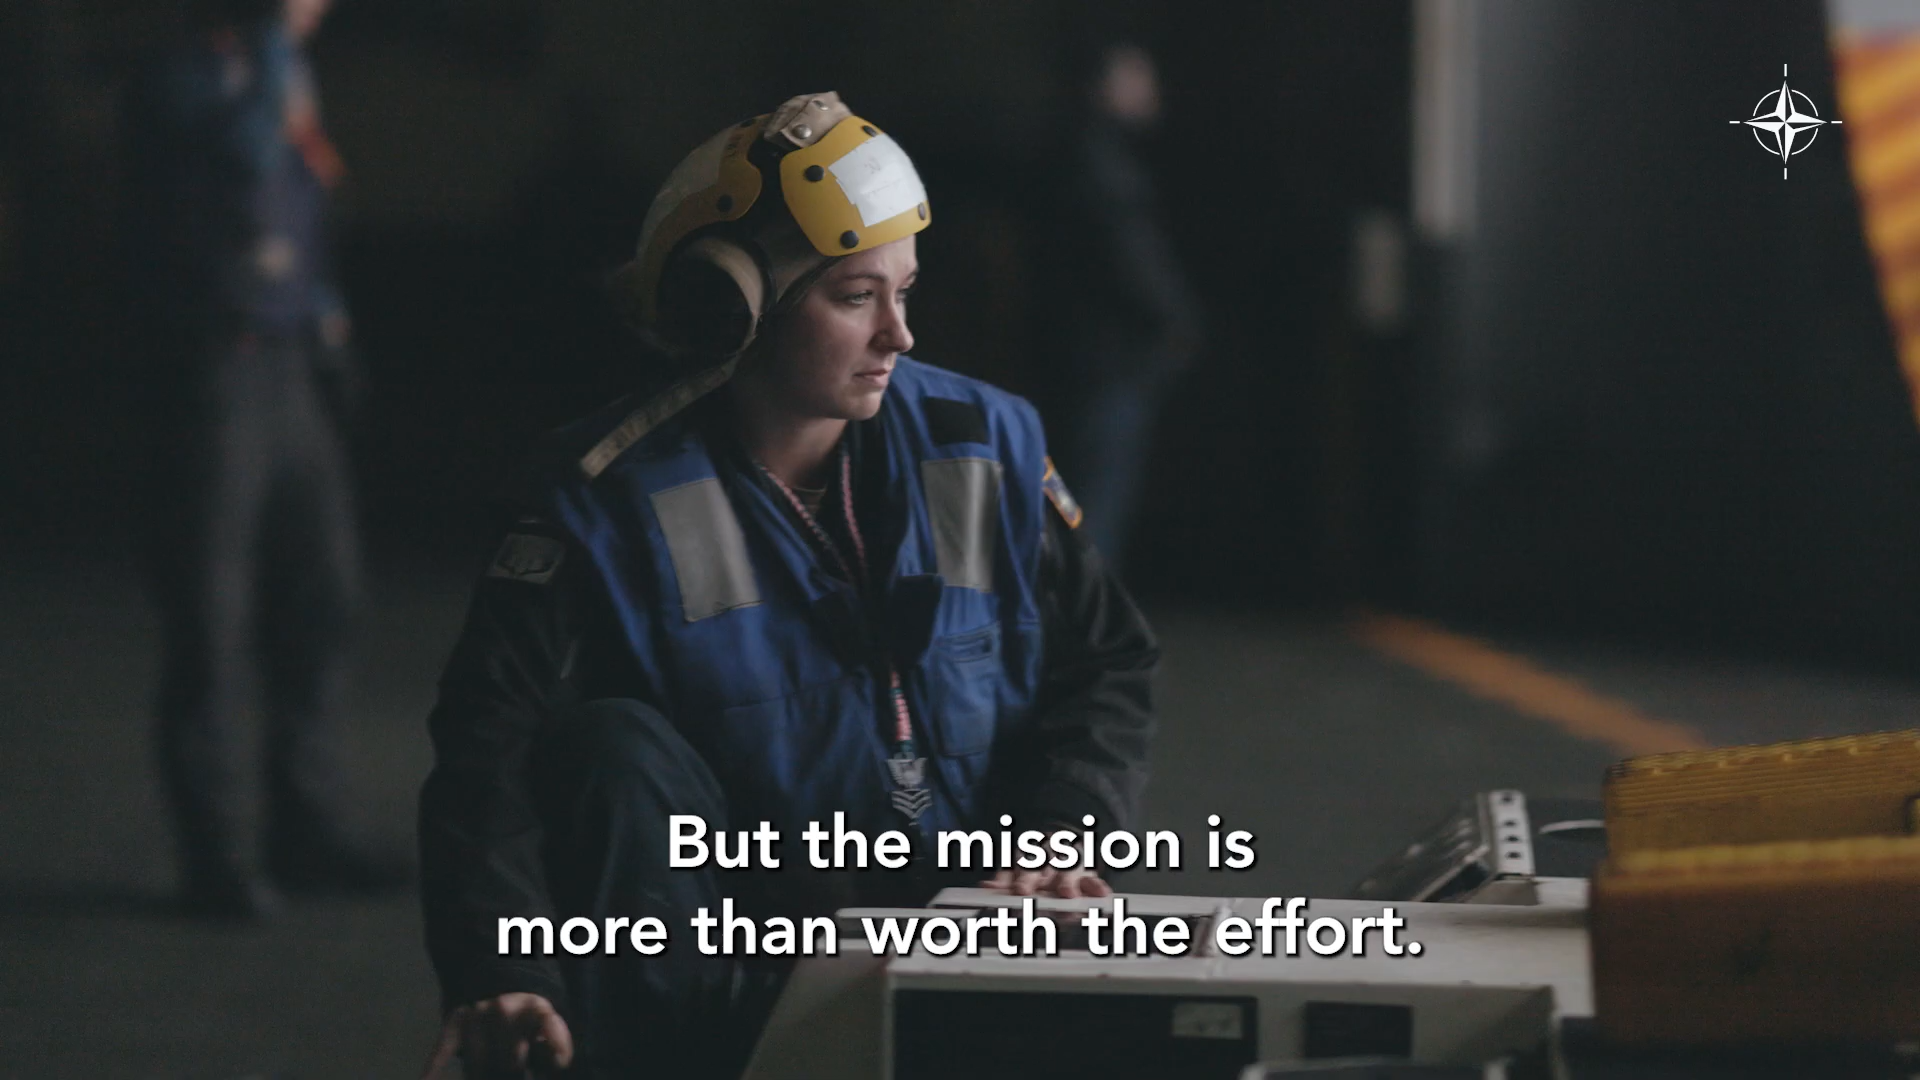 But the mission is
more than worth the effort.